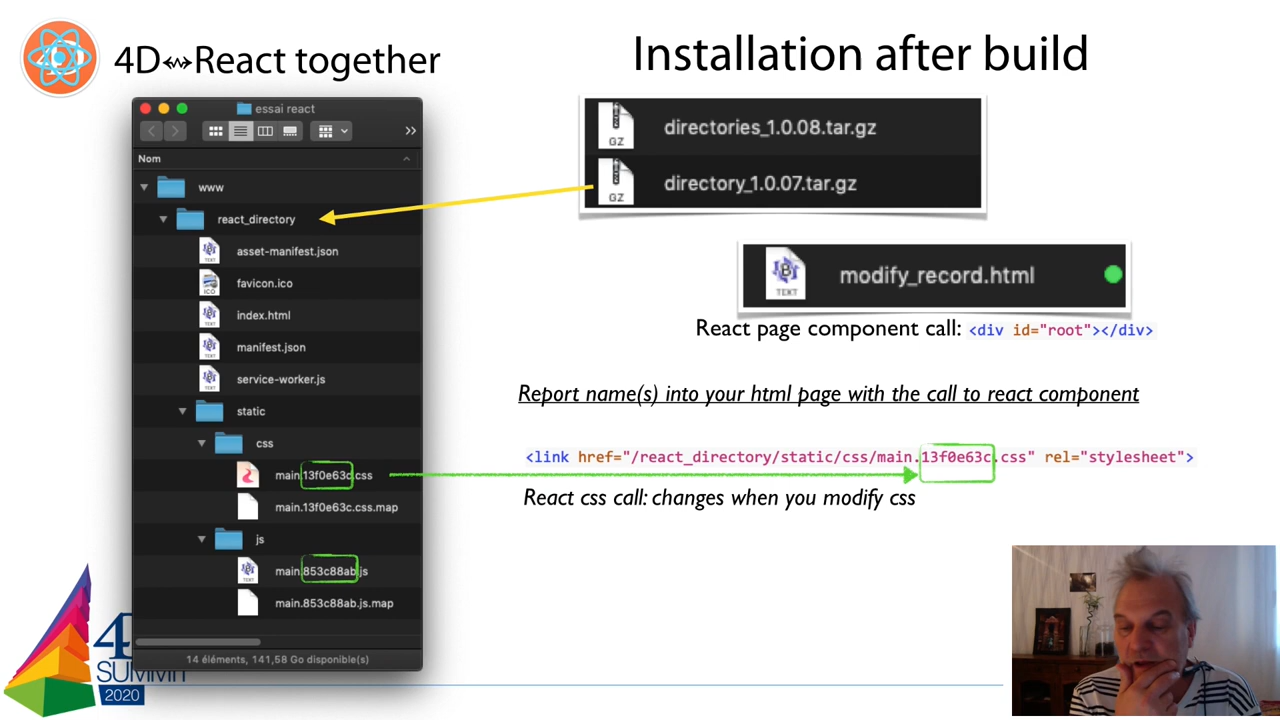 4D↔React together
Installation after build
essai react
Nom
www
react_directory
asset-manifest.json
favicon.ico
index.html
manifest.json
service-worker.js
static
css
main.13f0e63c.css
main.13f0e63c.css.map
js
main.853c88ab.js
main.853c88ab.js.map
14 éléments, 141,58 Go disponible(s)
GZ
directories_1.0.08.tar.gz
GZ
directory_1.0.07.tar.gz
TEXT
modify_record.html
React page component call: <div id="root"></div>
Report name(s) into your html page with the call to react component
<link href="/react_directory/static/css/main.13f0e63c.css" rel="stylesheet">
React css call: changes when you modify css
4D
SUMMIT
2020